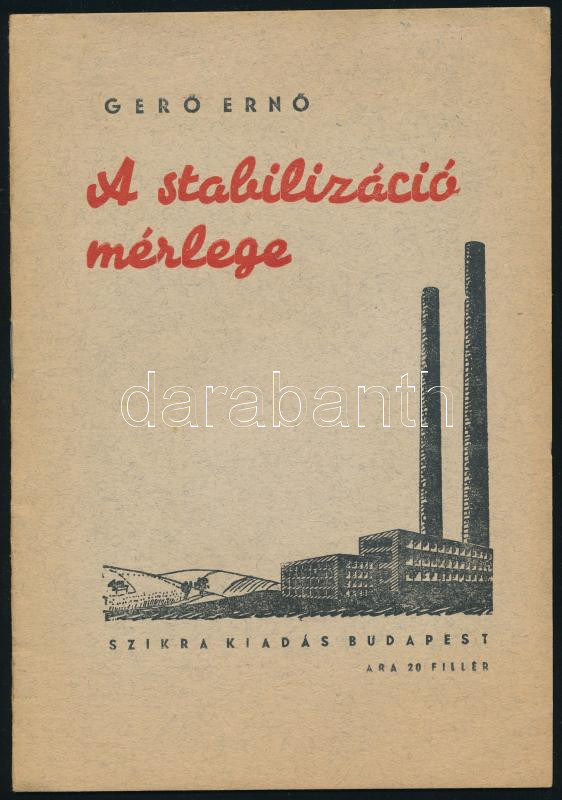 GERŐ ERNŐ
A stabilizáció
mérlege
darabanth
SZIKRA KIADÁS BUDAPEST
ÁRA 20 FILLÉR